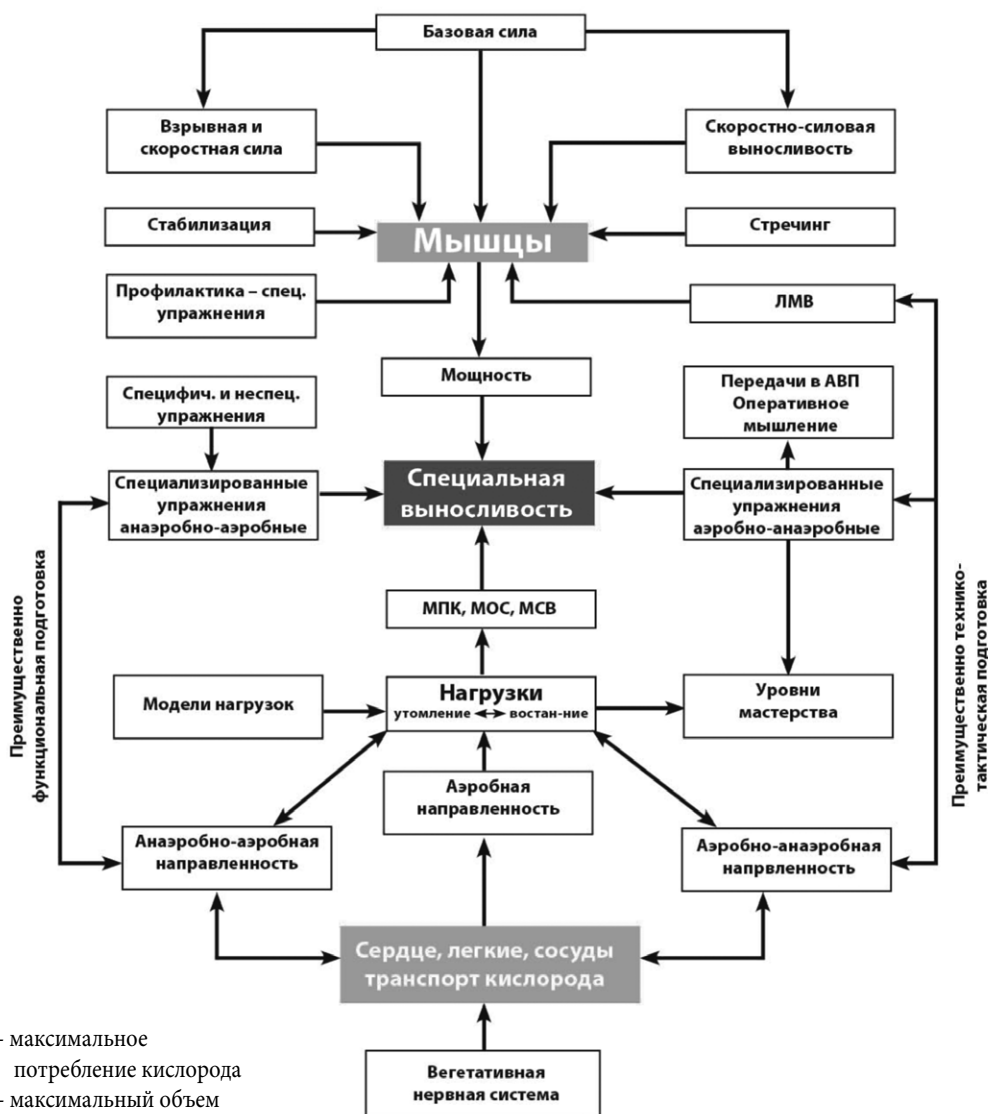 Базовая сила
Взрывная и
скоростная сила
Скоростно-силовая
выносливость
Стабилизация
Мышцы
Стречинг
Профилактика – спец.
упражнения
ЛМВ
Мощность
Специфич. и неспец.
упражнения
Передачи в АВП
Оперативное
мышление
Специализированные
упражнения
анаэробно-аэробные
Специальная
выносливость
Специализированные
упражнения
аэробно-анаэробные
Преимущественно
функциональная подготовка
Преимущественно технико-
тактическая подготовка
МПК, МОС, МСВ
Модели нагрузок
Нагрузки
утомление востан-ние
Уровни
мастерства
Аэробная
направленность
Анаэробно-аэробная
направленность
Аэробно-анаэробная
напрвленность
Сердце, легкие, сосуды
транспорт кислорода
Вегетативная
нервная система
- максимальное
потребление кислорода
- максимальный объем